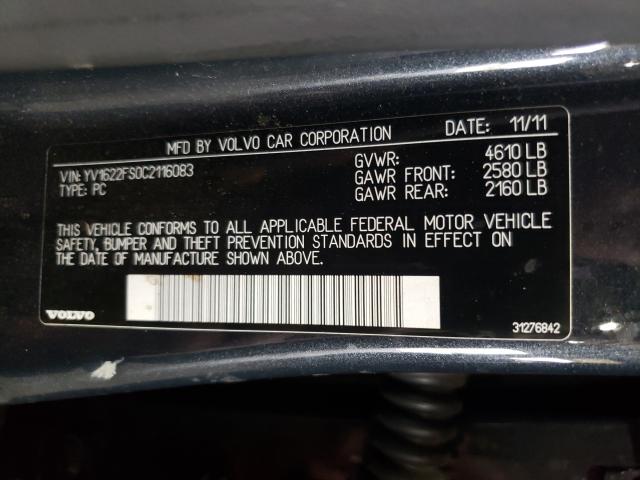 MFD BY VOLVO CAR CORPORATION DATE: 11/11
VIN: YV1622FS0C2116083 GVWR: 4610 LB
TYPE: PC GAWR FRONT: 2580 LB
GAWR REAR: 2160 LB
THIS VEHICLE CONFORMS TO ALL APPLICABLE FEDERAL MOTOR VEHICLE
SAFETY, BUMPER AND THEFT PREVENTION STANDARDS IN EFFECT ON
THE DATE OF MANUFACTURE SHOWN ABOVE.
VOLVO 31276842